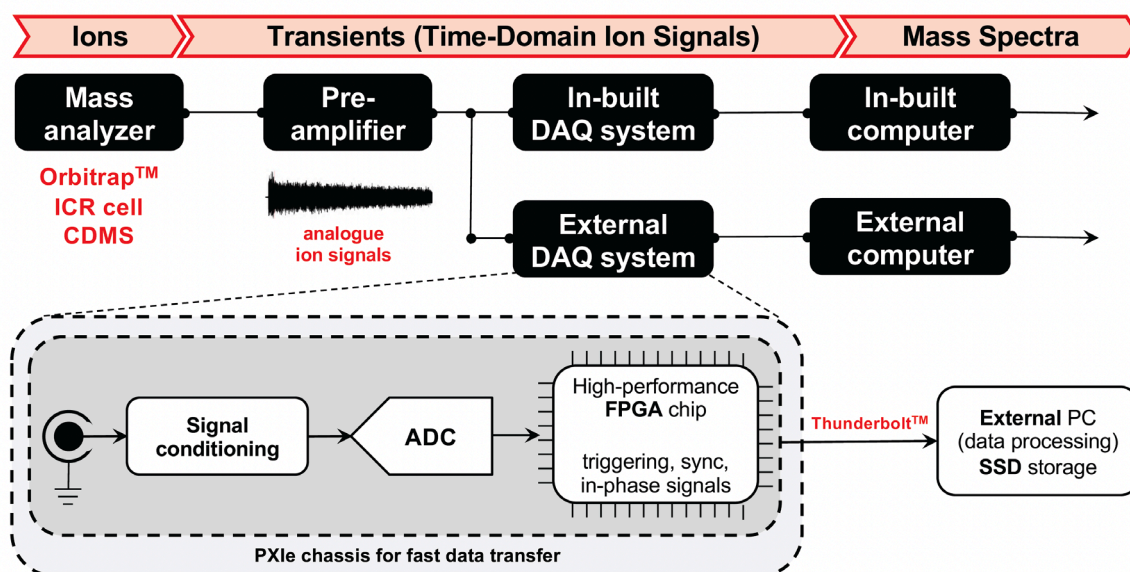 Ions
Transients (Time-Domain Ion Signals)
Mass Spectra
Mass
analyzer
Pre-
amplifier
In-built
DAQ system
In-built
computer
Orbitrap™
ICR cell
CDMS
analogue
ion signals
External
DAQ system
External
computer
Signal
conditioning
ADC
High-performance
FPGA chip
triggering, sync,
in-phase signals
Thunderbolt™
External PC
(data processing)
SSD storage
PXIe chassis for fast data transfer